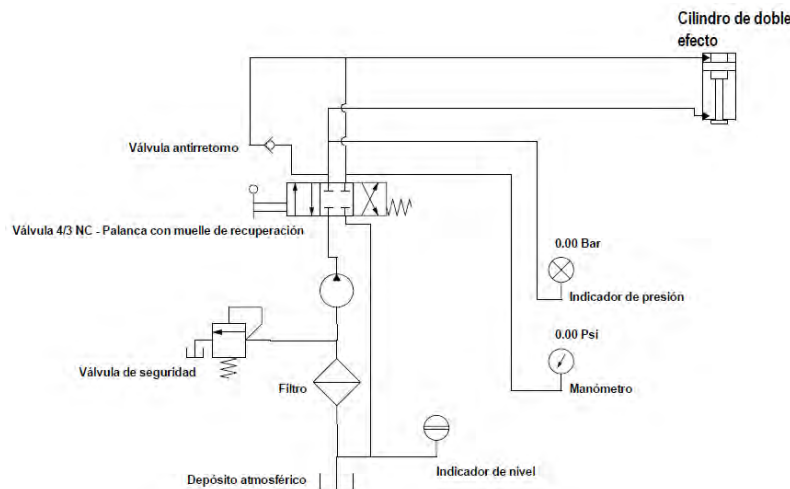 Cilindro de doble
efecto
Válvula antirretorno
Válvula 4/3 NC - Palanca con muelle de recuperación
0.00 Bar
Indicador de presión
0.00 Psi
Manómetro
Válvula de seguridad
Filtro
Indicador de nivel
Depósito atmosférico